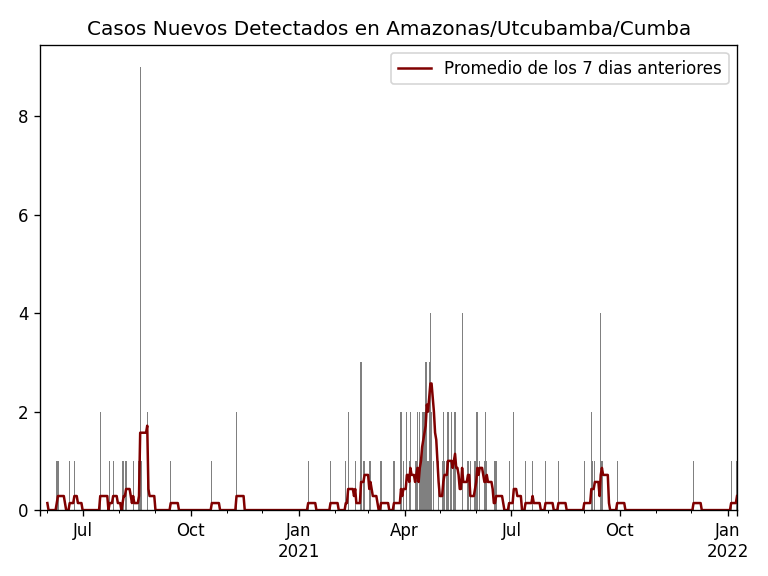 Casos Nuevos Detectados en Amazonas/Utcubamba/Cumba
Promedio de los 7 dias anteriores
8
6
4
2
0
Jul
Oct
Jan
2021
Apr
Jul
Oct
Jan
2022